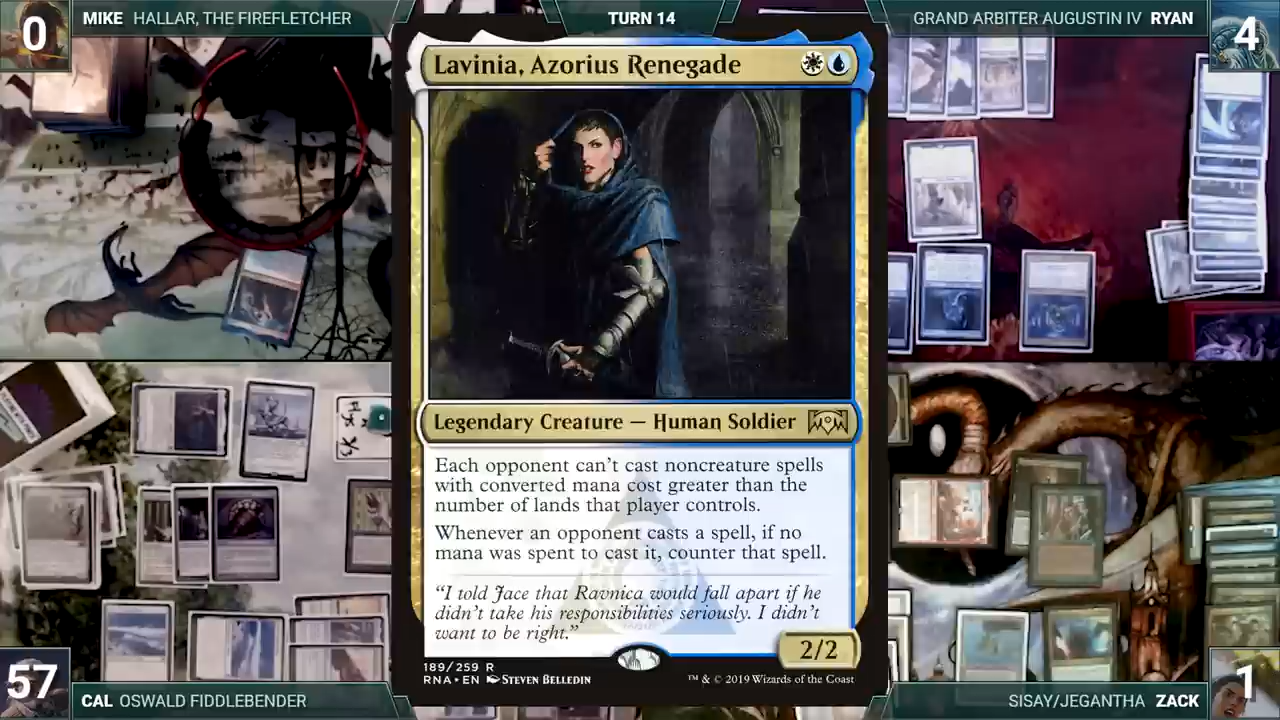 0 MIKE HALLAR, THE FIREFLETCHER
TURN 14
GRAND ARBITER AUGUSTIN IV RYAN 4
Lavinia, Azorius Renegade
Legendary Creature — Human Soldier
Each opponent can't cast noncreature spells
with converted mana cost greater than the
number of lands that player controls.
Whenever an opponent casts a spell, if no
mana was spent to cast it, counter that spell.
“I told Jace that Ravnica would fall apart if he
didn't take his responsibilities seriously. I didn't
want to be right.”
2/2
189/259 R
RNA • EN STEVEN BELLEDIN
™ & © 2019 Wizards of the Coast
57 CAL OSWALD FIDDLEBENDER
SISAY/JEGANTHA ZACK 1